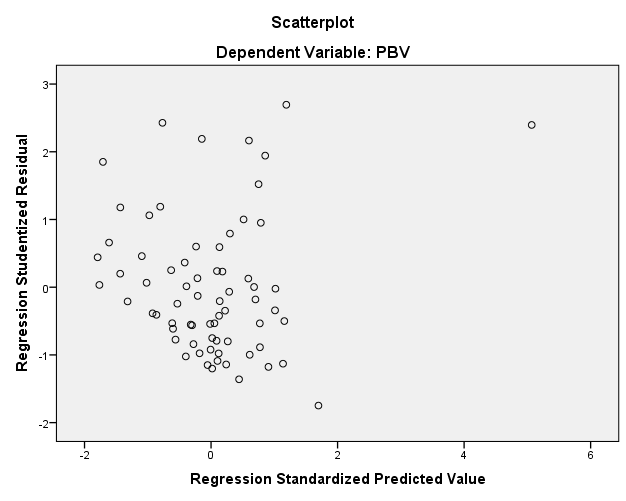 Scatterplot
Dependent Variable: PBV
Regression Studentized Residual
3
2
1
0
-1
-2
-2 0 2 4 6
Regression Standardized Predicted Value